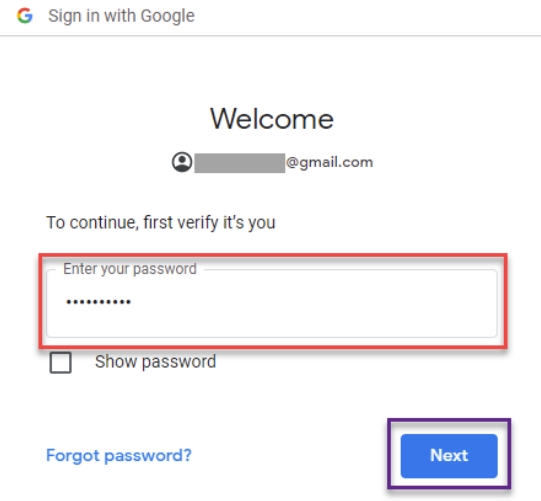 Sign in with Google
Welcome
@gmail.com
To continue, first verify it's you
Enter your password
••••••••••
Show password
Forgot password?
Next